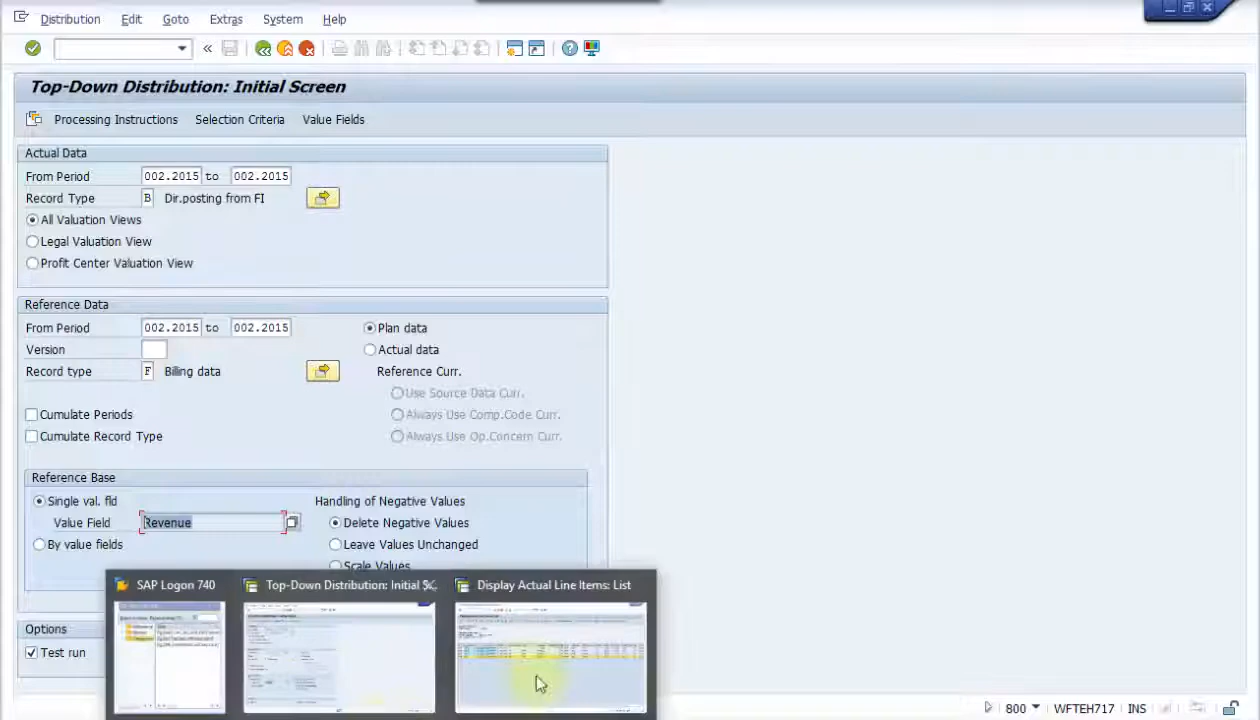 Distribution Edit Goto Extras System Help
Top-Down Distribution: Initial Screen
Processing Instructions Selection Criteria Value Fields
Actual Data
From Period 002.2015 to 002.2015
Record Type B Dir.posting from FI
All Valuation Views
Legal Valuation View
Profit Center Valuation View
Reference Data
From Period 002.2015 to 002.2015 Plan data
Version Actual data
Record type F Billing data Reference Curr.
Use Source Data Curr.
Cumulate Periods Always Use Comp.Code Curr.
Cumulate Record Type Always Use Op.Concern Curr.
Reference Base
Single val. fld Handling of Negative Values
Value Field Revenue Delete Negative Values
By value fields Leave Values Unchanged
Scale Values
SAP Logon 740 Top-Down Distribution: Initial Display Actual Line Items: List
Options
Test run
800 WFTEH717 INS